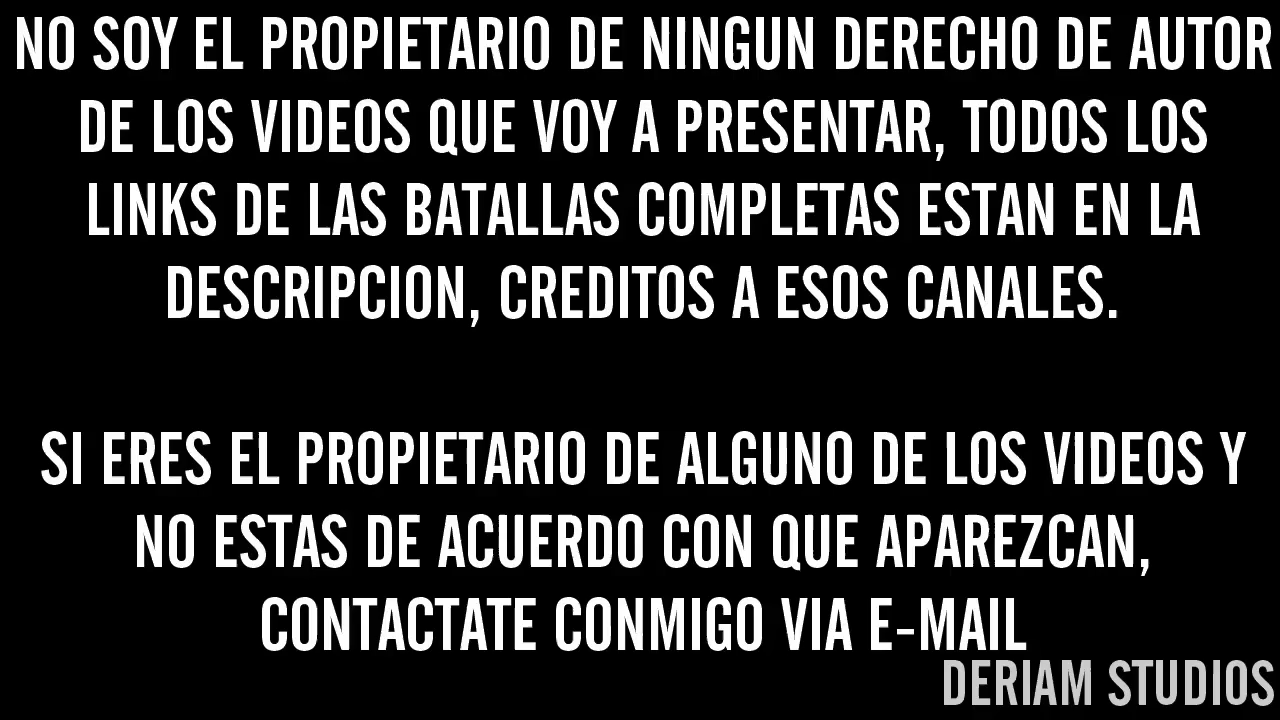 NO SOY EL PROPIETARIO DE NINGUN DERECHO DE AUTOR
DE LOS VIDEOS QUE VOY A PRESENTAR, TODOS LOS
LINKS DE LAS BATALLAS COMPLETAS ESTAN EN LA
DESCRIPCION, CREDITOS A ESOS CANALES.
SI ERES EL PROPIETARIO DE ALGUNO DE LOS VIDEOS Y
NO ESTAS DE ACUERDO CON QUE APAREZCAN,
CONTACTATE CONMIGO VIA E-MAIL
DERIAM STUDIOS